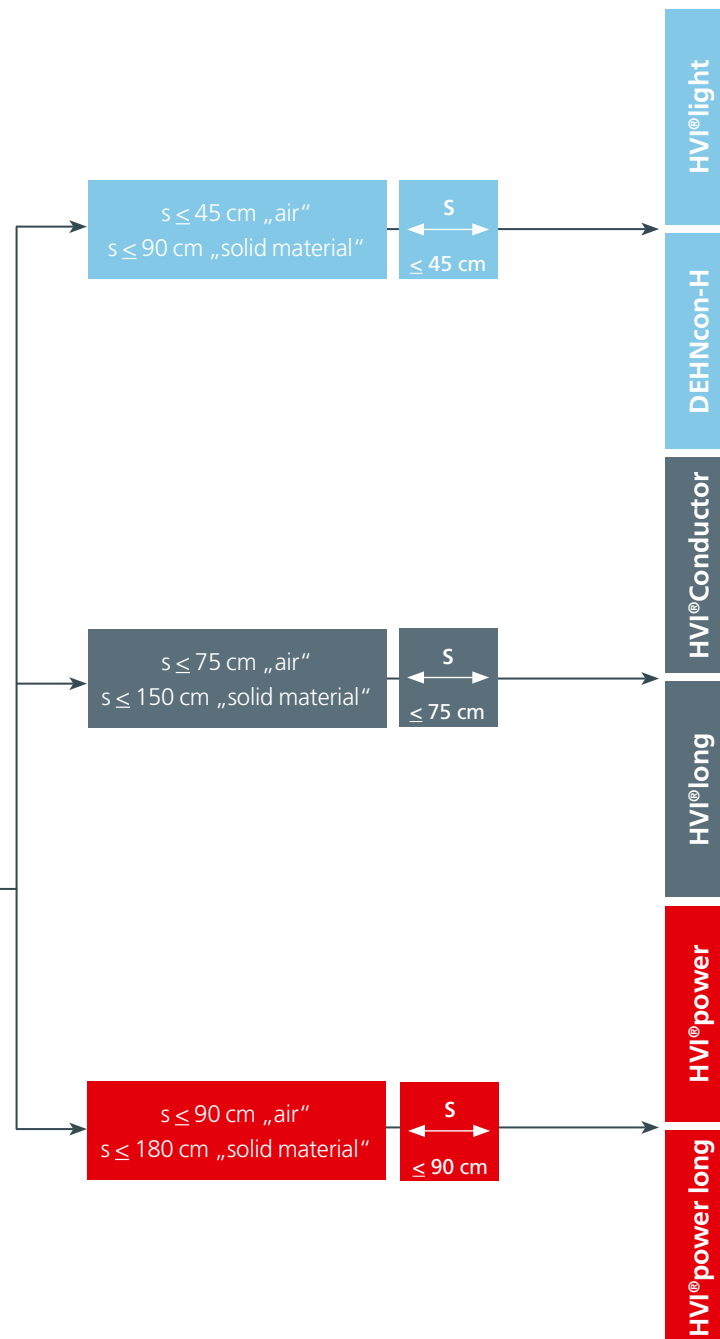 HVI®light
s ≤ 45 cm „air“
s ≤ 90 cm „solid material“
S
≤ 45 cm
DEHNcon-H
HVI®Conductor
s ≤ 75 cm „air“
s ≤ 150 cm „solid material“
S
≤ 75 cm
HVI®long
HVI®power
s ≤ 90 cm „air“
s ≤ 180 cm „solid material“
S
≤ 90 cm
HVI®power long